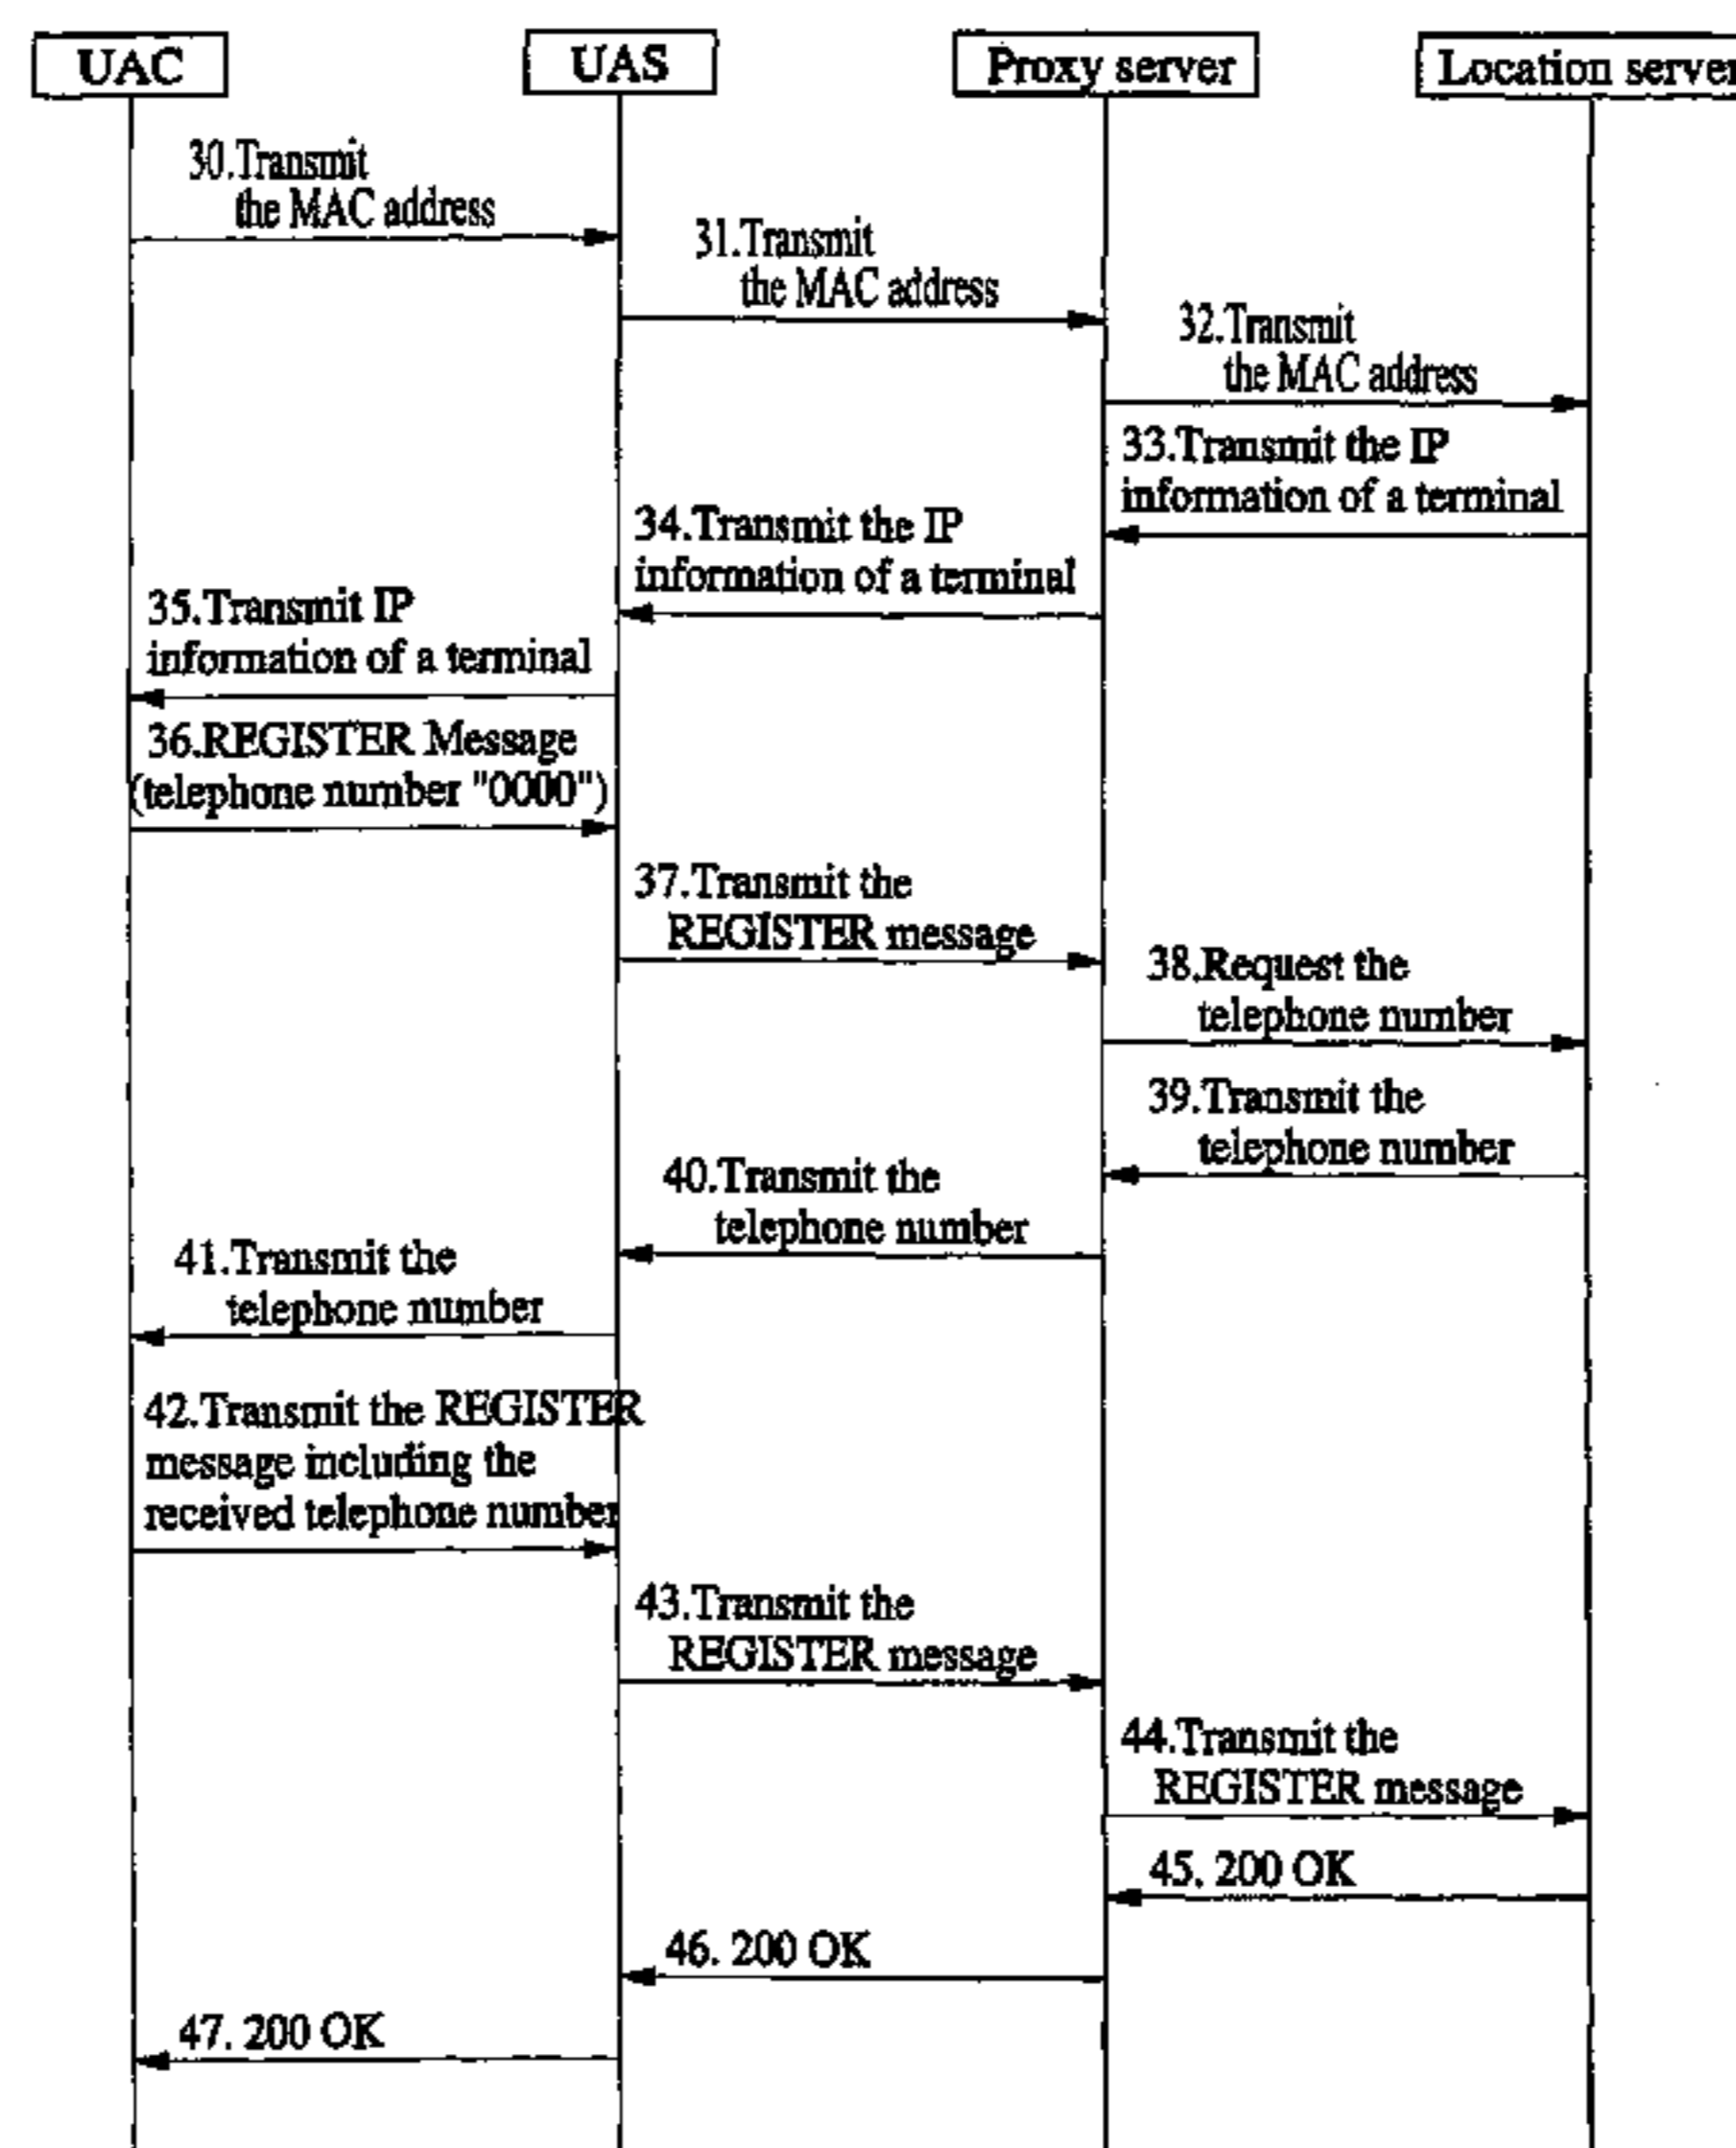 UAC
UAS
Proxy server
Location server
30.Transmit
the MAC address
31.Transmit
the MAC address
32.Transmit
the MAC address
33.Transmit the IP
information of a terminal
34.Transmit the IP
information of a terminal
35.Transmit IP
information of a terminal
36.REGISTER Message
(telephone number "0000")
37.Transmit the
REGISTER message
38.Request the
telephone number
39.Transmit the
telephone number
40.Transmit the
telephone number
41.Transmit the
telephone number
42.Transmit the REGISTER
message including the
received telephone number
43.Transmit the
REGISTER message
44.Transmit the
REGISTER message
45. 200 OK
46. 200 OK
47. 200 OK